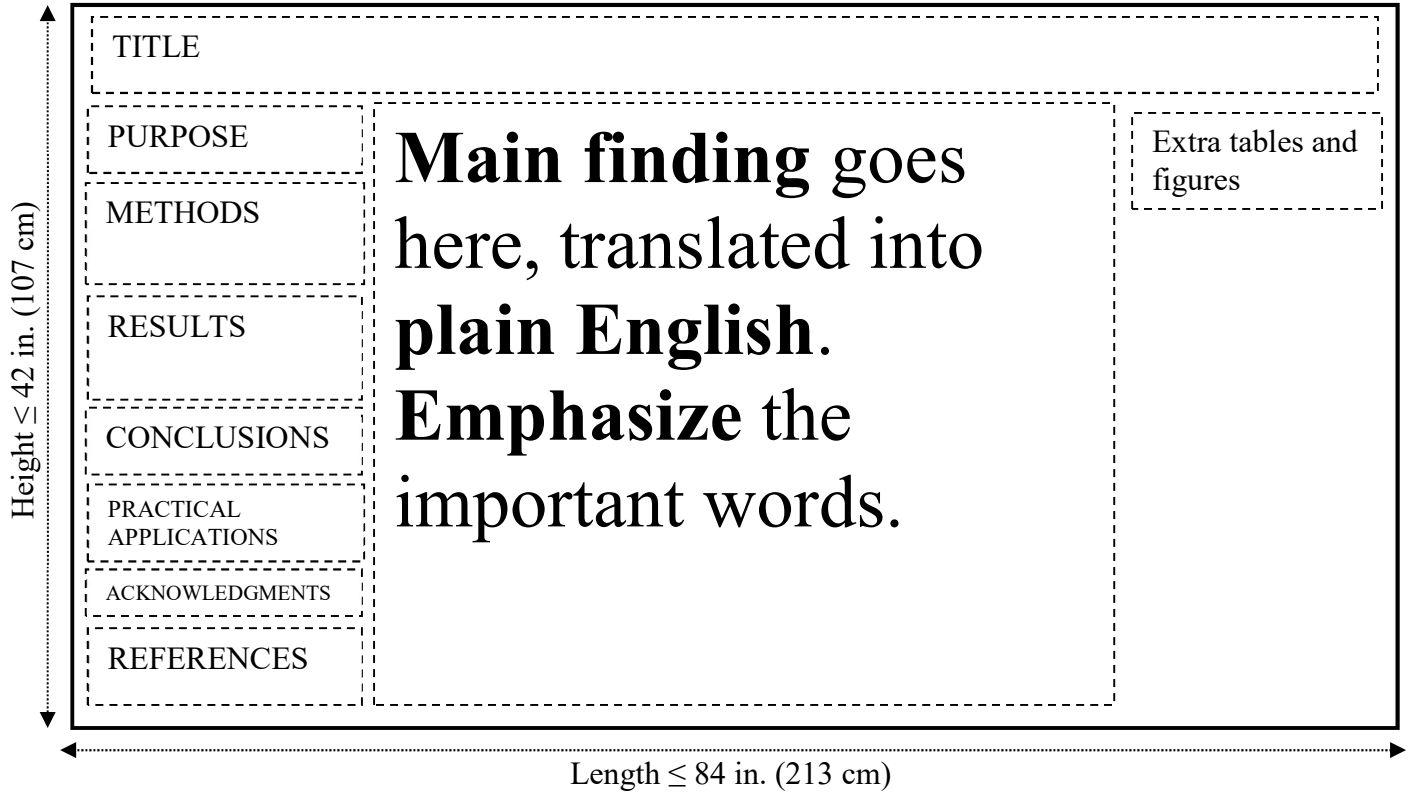 TITLE
PURPOSE
METHODS
RESULTS
CONCLUSIONS
PRACTICAL
APPLICATIONS
ACKNOWLEDGMENTS
REFERENCES
Main finding goes
here, translated into
plain English.
Emphasize the
important words.
Extra tables and
figures
Height ≤ 42 in. (107 cm)
Length ≤ 84 in. (213 cm)